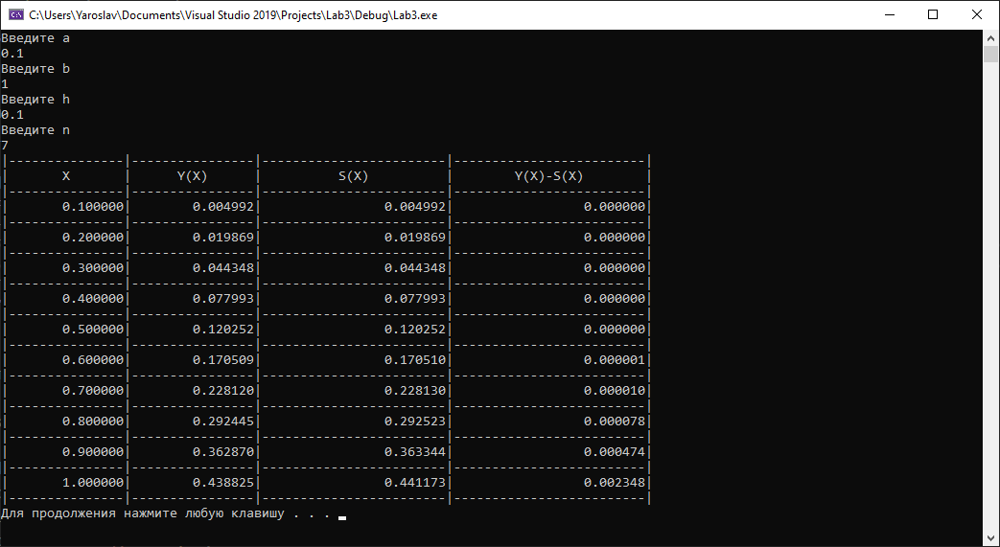 C:\Users\Yaroslav\Documents\Visual Studio 2019\Projects\Lab3\Debug\Lab3.exe
Введите a
0.1
Введите b
1
Введите h
0.1
Введите n
7
|---------------|----------------|------------------------|-------------------------|
| X | Y(X) | S(X) | Y(X)-S(X) |
|---------------|----------------|------------------------|-------------------------|
| 0.100000| 0.004992| 0.004992| 0.000000|
|---------------|----------------|------------------------|-------------------------|
| 0.200000| 0.019869| 0.019869| 0.000000|
|---------------|----------------|------------------------|-------------------------|
| 0.300000| 0.044348| 0.044348| 0.000000|
|---------------|----------------|------------------------|-------------------------|
| 0.400000| 0.077993| 0.077993| 0.000000|
|---------------|----------------|------------------------|-------------------------|
| 0.500000| 0.120252| 0.120252| 0.000000|
|---------------|----------------|------------------------|-------------------------|
| 0.600000| 0.170509| 0.170510| 0.000001|
|---------------|----------------|------------------------|-------------------------|
| 0.700000| 0.228120| 0.228130| 0.000010|
|---------------|----------------|------------------------|-------------------------|
| 0.800000| 0.292445| 0.292523| 0.000078|
|---------------|----------------|------------------------|-------------------------|
| 0.900000| 0.362870| 0.363344| 0.000474|
|---------------|----------------|------------------------|-------------------------|
| 1.000000| 0.438825| 0.441173| 0.002348|
|---------------|----------------|------------------------|-------------------------|
Для продолжения нажмите любую клавишу . . .